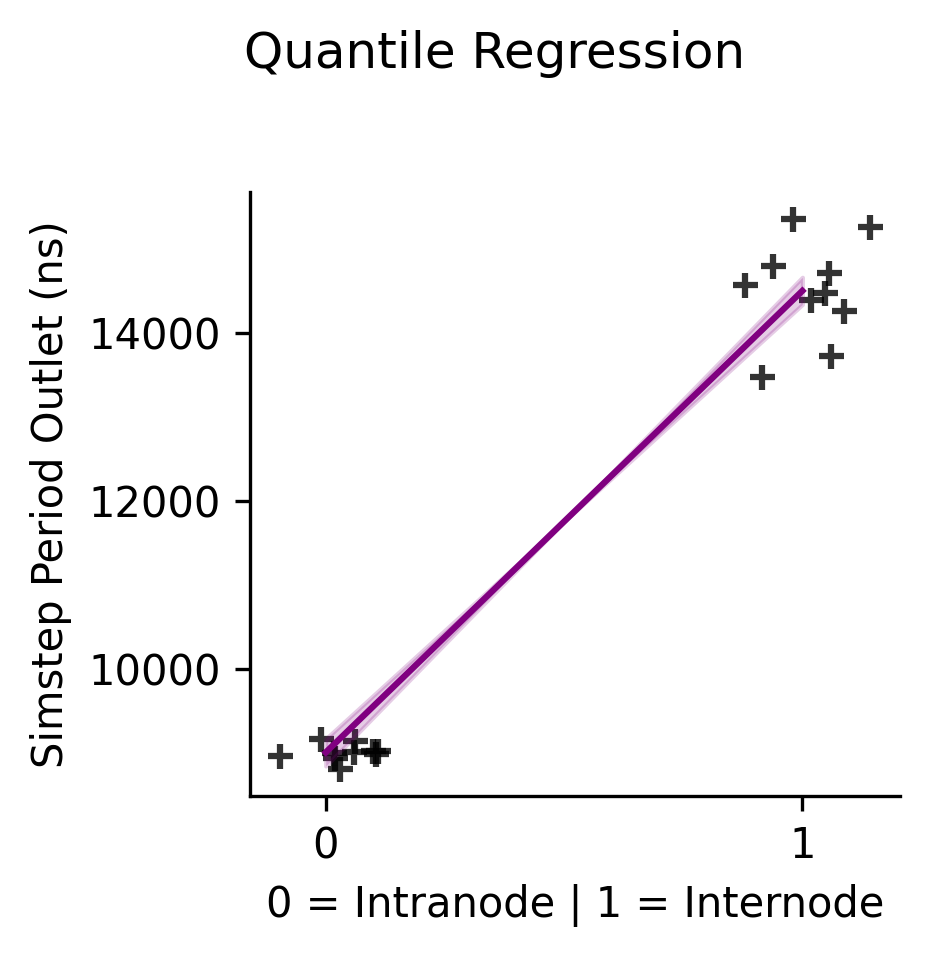 Quantile Regression
Simstep Period Outlet (ns)
14000
12000
10000
0 1
0 = Intranode | 1 = Internode